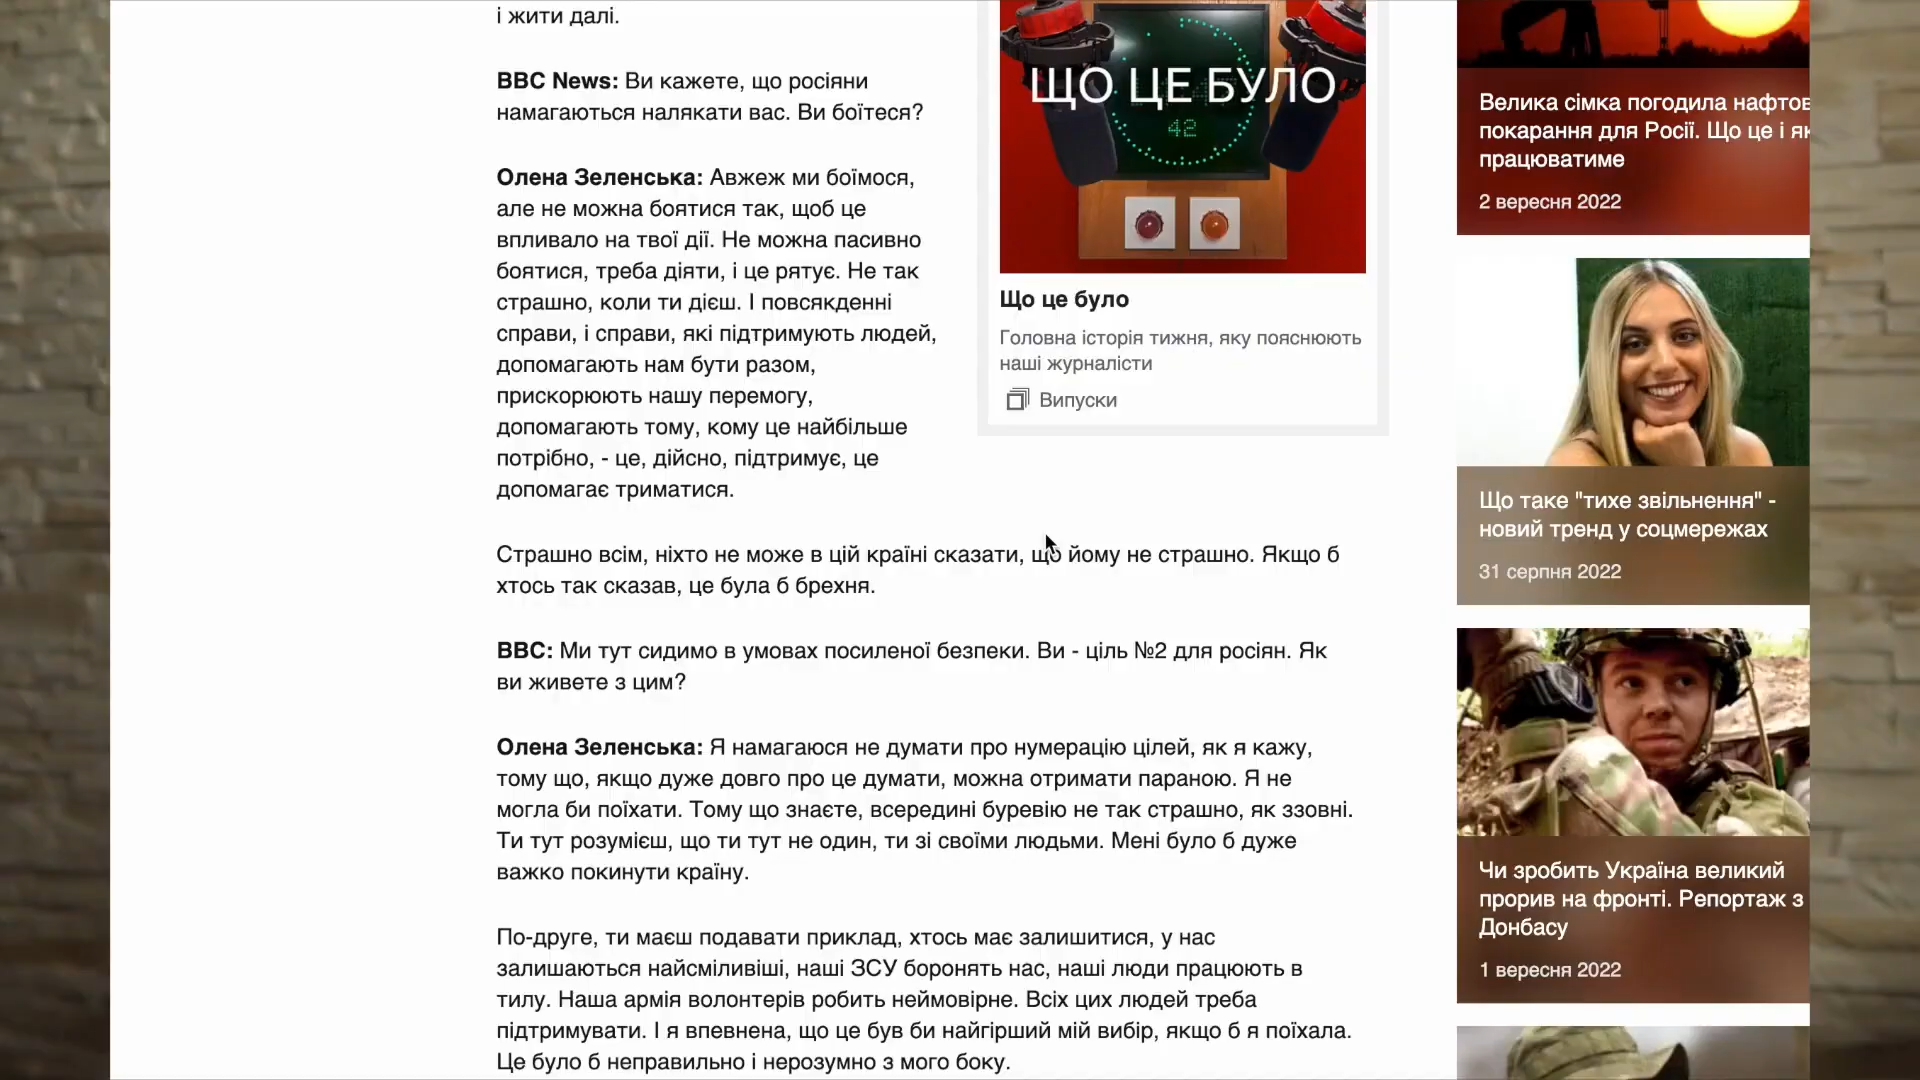 і жити далі.
BBC News: Ви кажете, що росіяни
намагаються налякати вас. Ви боїтеся?
Олена Зеленська: Авжеж ми боїмося,
але не можна боятися так, щоб це
впливало на твої дії. Не можна пасивно
боятися, треба діяти, і це рятує. Не так
страшно, коли ти дієш. І повсякденні
справи, і справи, які підтримують людей,
допомагають нам бути разом,
прискорюють нашу перемогу,
допомагають тому, кому це найбільше
потрібно, - це, дійсно, підтримує, це
допомагає триматися.
Страшно всім, ніхто не може в цій країні сказати, що йому не страшно. Якщо б
хтось так сказав, це була б брехня.
BBC: Ми тут сидимо в умовах посиленої безпеки. Ви - ціль №2 для росіян. Як
ви живете з цим?
Олена Зеленська: Я намагаюся не думати про нумерацію цілей, як я кажу,
тому що, якщо дуже довго про це думати, можна отримати параною. Я не
могла би поїхати. Тому що знаєте, всередині буревію не так страшно, як ззовні.
Ти тут розумієш, що ти тут не один, ти зі своїми людьми. Мені було б дуже
важко покинути країну.
По-друге, ти маєш подавати приклад, хтось має залишитися, у нас
залишаються найсміливіші, наші ЗСУ боронять нас, наші люди працюють в
тилу. Наша армія волонтерів робить неймовірне. Всіх цих людей треба
підтримувати. І я впевнена, що це був би найгірший мій вибір, якщо б я поїхала.
Це було б неправильно і нерозумно з мого боку.
ЩО ЦЕ БУЛО
42
Що це було
Головна історія тижня, яку пояснюють
наші журналісти
Випуски
Велика сімка погодила нафтов
покарання для Росії. Що це і як
працюватиме
2 вересня 2022
Що таке "тихе звільнення" -
новий тренд у соцмережах
31 серпня 2022
Чи зробить Україна великий
прорив на фронті. Репортаж з
Донбасу
1 вересня 2022